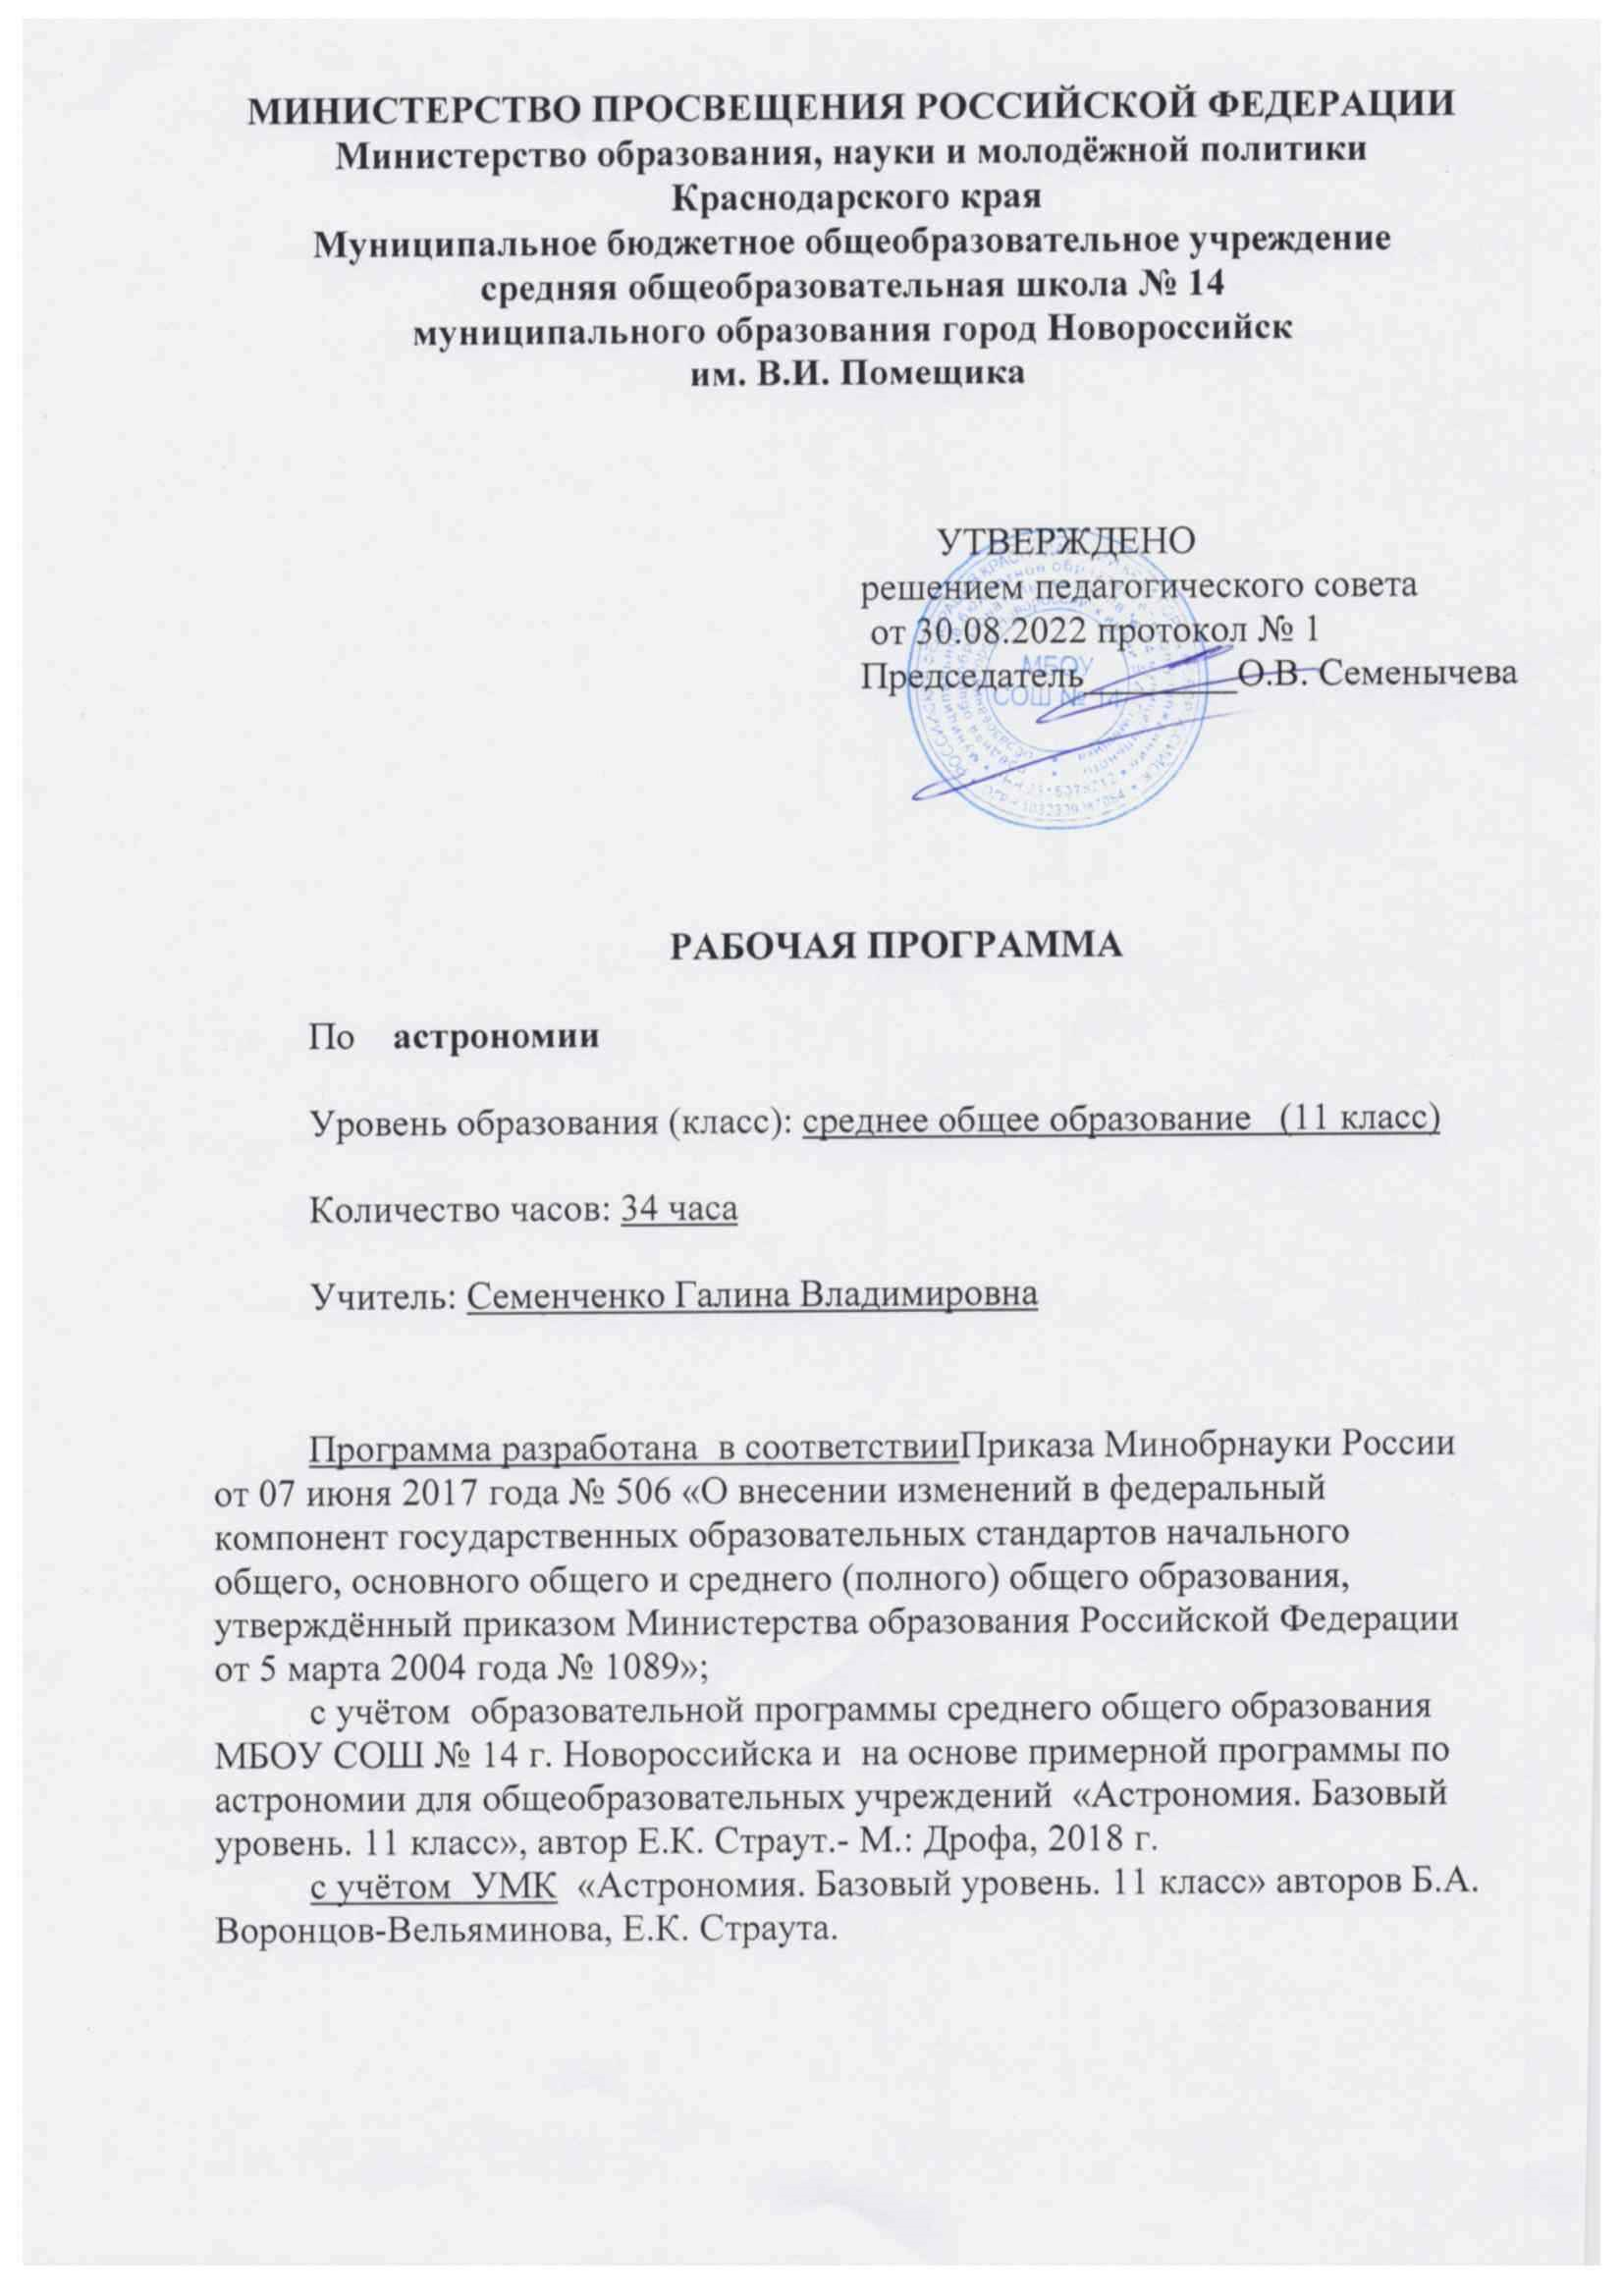 МИНИСТЕРСТВО ПРОСВЕЩЕНИЯ РОССИЙСКОЙ ФЕДЕРАЦИИ
Министерство образования, науки и молодёжной политики
Краснодарского края
Муниципальное бюджетное общеобразовательное учреждение
средняя общеобразовательная школа № 14
муниципального образования город Новороссийск
им. В.И. Помещика
УТВЕРЖДЕНО
решением педагогического совета
от 30.08.2022 протокол № 1
Председатель________О.В. Семенычева
МБОУ
СОШ № 14
РАБОЧАЯ ПРОГРАММА
По астрономии
Уровень образования (класс): среднее общее образование (11 класс)
Количество часов: 34 часа
Учитель: Семенченко Галина Владимировна
Программа разработана в соответствииПриказа Минобрнауки России
от 07 июня 2017 года № 506 «О внесении изменений в федеральный
компонент государственных образовательных стандартов начального
общего, основного общего и среднего (полного) общего образования,
утверждённый приказом Министерства образования Российской Федерации
от 5 марта 2004 года № 1089»;
с учётом образовательной программы среднего общего образования
МБОУ СОШ № 14 г. Новороссийска и на основе примерной программы по
астрономии для общеобразовательных учреждений «Астрономия. Базовый
уровень. 11 класс», автор Е.К. Страут.- М.: Дрофа, 2018 г.
с учётом УМК «Астрономия. Базовый уровень. 11 класс» авторов Б.А.
Воронцов-Вельяминова, Е.К. Страута.